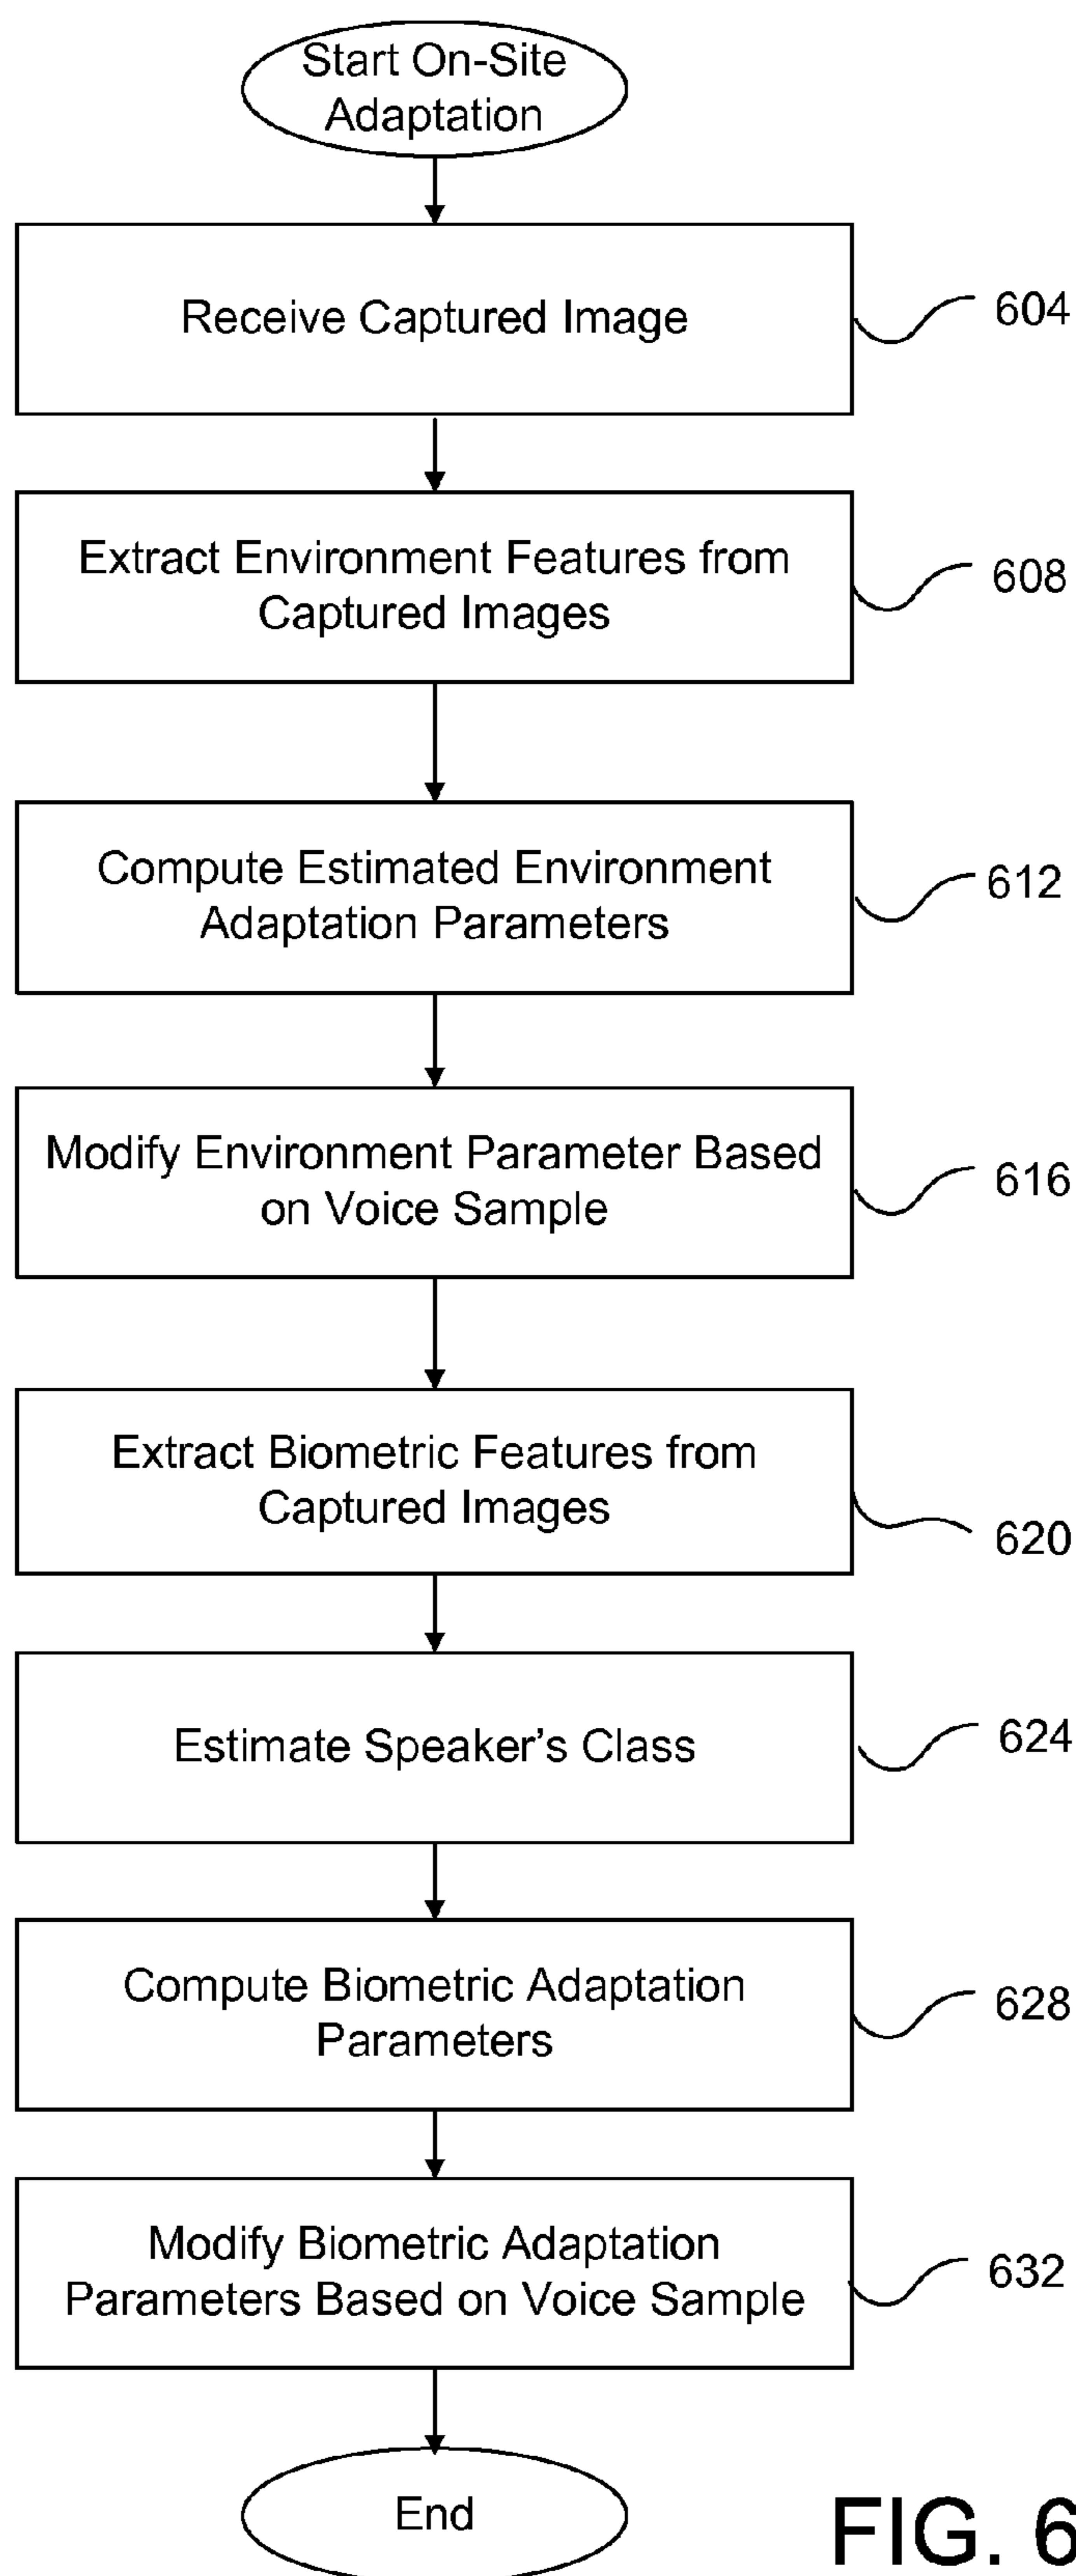 Start On-Site
Adaptation
Receive Captured Image
604
Extract Environment Features from
Captured Images
608
Compute Estimated Environment
Adaptation Parameters
612
Modify Environment Parameter Based
on Voice Sample
616
Extract Biometric Features from
Captured Images
620
Estimate Speaker's Class
624
Compute Biometric Adaptation
Parameters
628
Modify Biometric Adaptation
Parameters Based on Voice Sample
632
End
FIG. 6